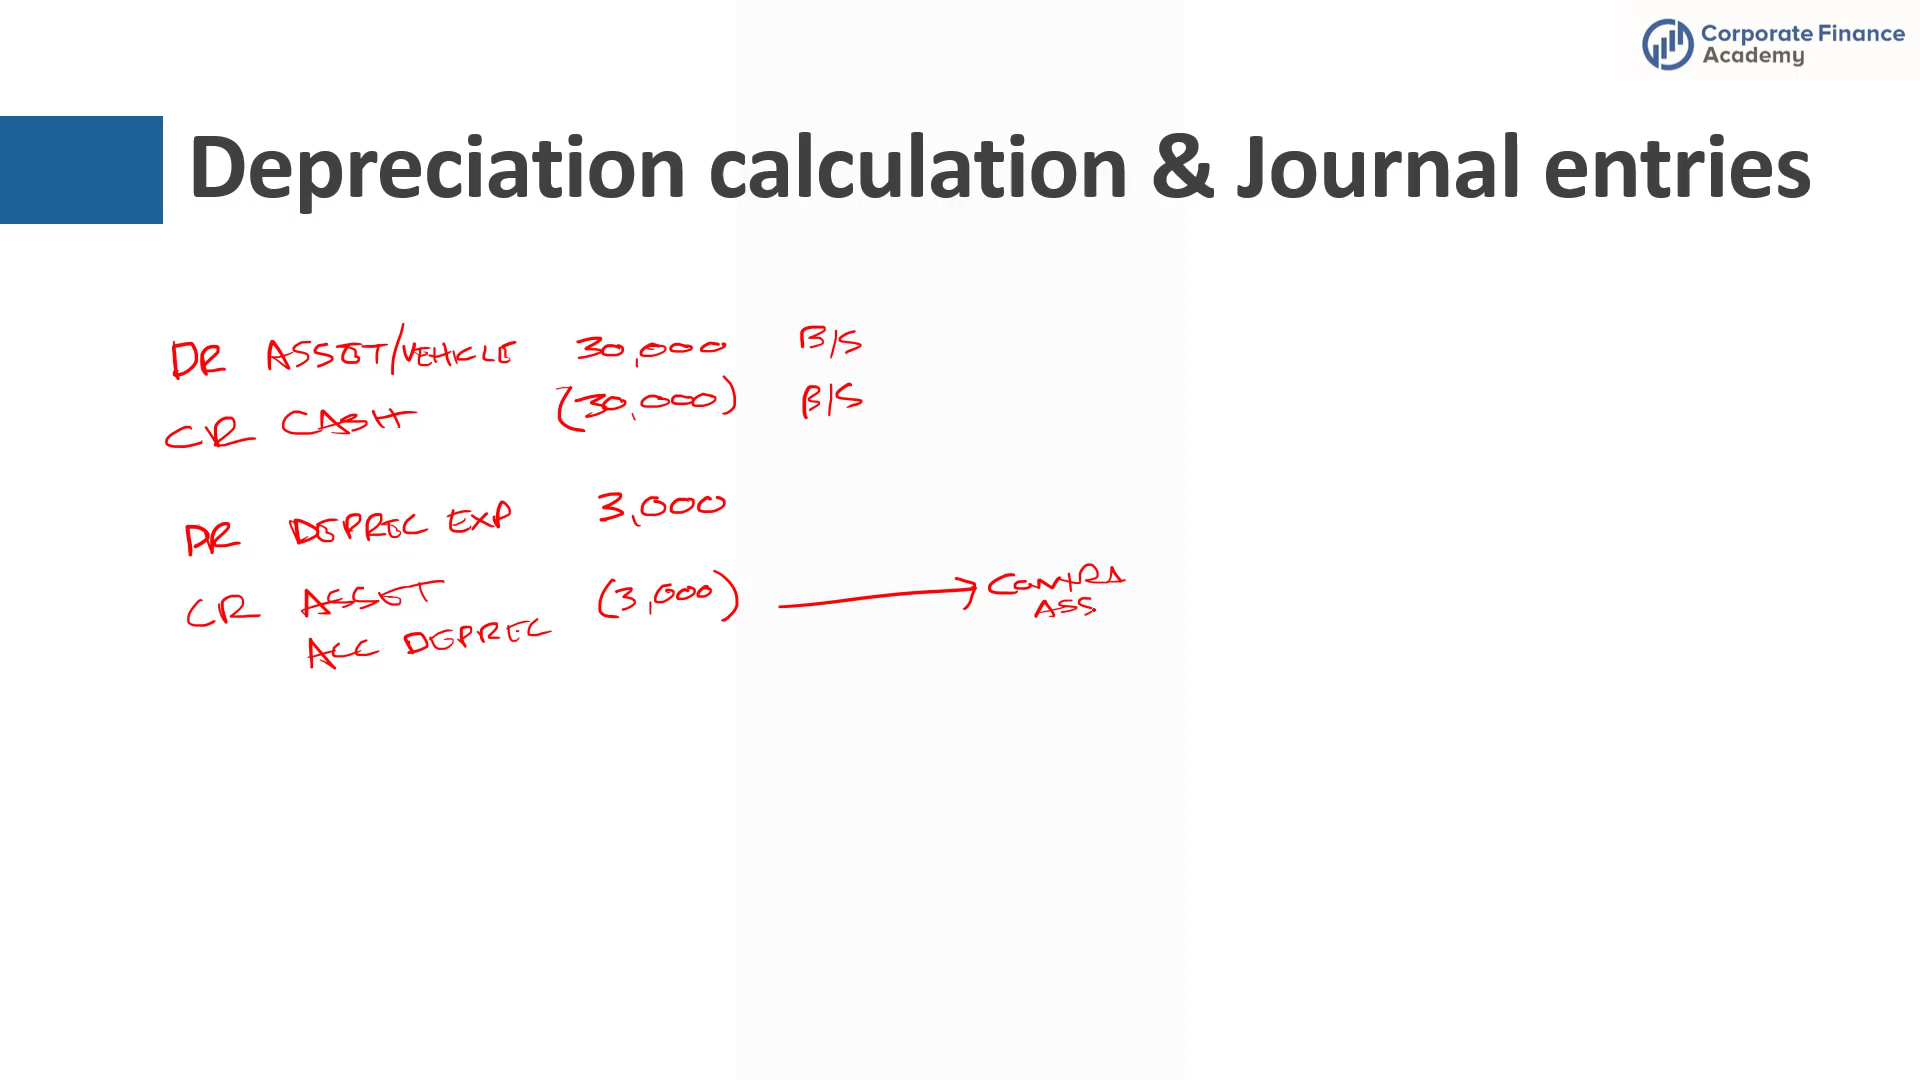 Corporate Finance
Academy
Depreciation calculation & Journal entries
DR ASSET/VEHICLE 30,000 B/S
CR CASH (30,000) B/S
DR DEPREC EXP 3,000
CR ASSET (3,000) CONTRA
ACC DEPREC ASS